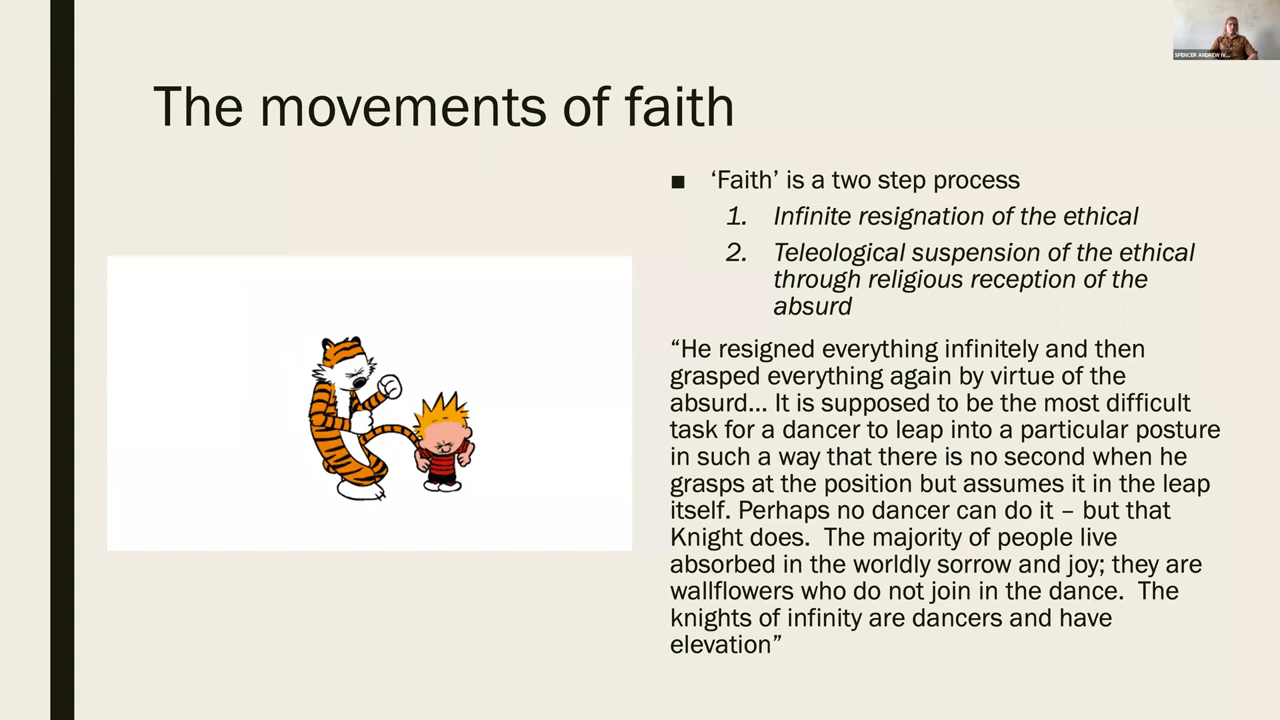 SPENCER ANDREW IV...
The movements of faith
■ ‘Faith’ is a two step process
1. Infinite resignation of the ethical
2. Teleological suspension of the ethical
through religious reception of the
absurd
“He resigned everything infinitely and then
grasped everything again by virtue of the
absurd... It is supposed to be the most difficult
task for a dancer to leap into a particular posture
in such a way that there is no second when he
grasps at the position but assumes it in the leap
itself. Perhaps no dancer can do it – but that
Knight does.  The majority of people live
absorbed in the worldly sorrow and joy; they are
wallflowers who do not join in the dance.  The
knights of infinity are dancers and have
elevation”